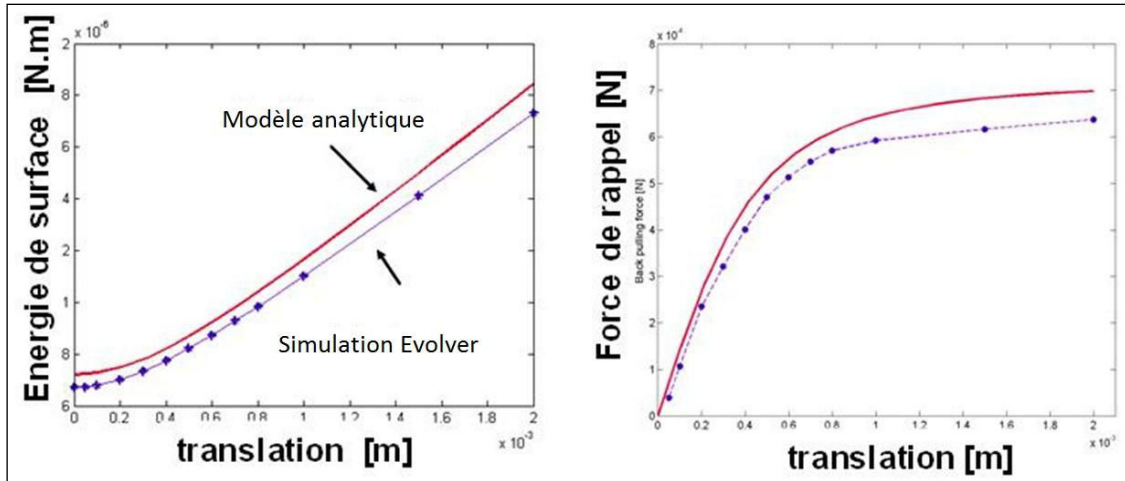 x 10⁻⁶
2
8
6
4
2
1
8
6
Energie de surface [N.m]
Modèle analytique
Simulation Evolver
0 0.2 0.4 0.6 0.8 1 1.2 1.4 1.6 1.8 2
x 10⁻³
translation [m]
x 10⁻⁴
8
7
6
5
4
3
2
1
0
Force de rappel [N]
Back pulling force [N]
0 0.2 0.4 0.6 0.8 1 1.2 1.4 1.6 1.8 2
x 10⁻³
translation [m]